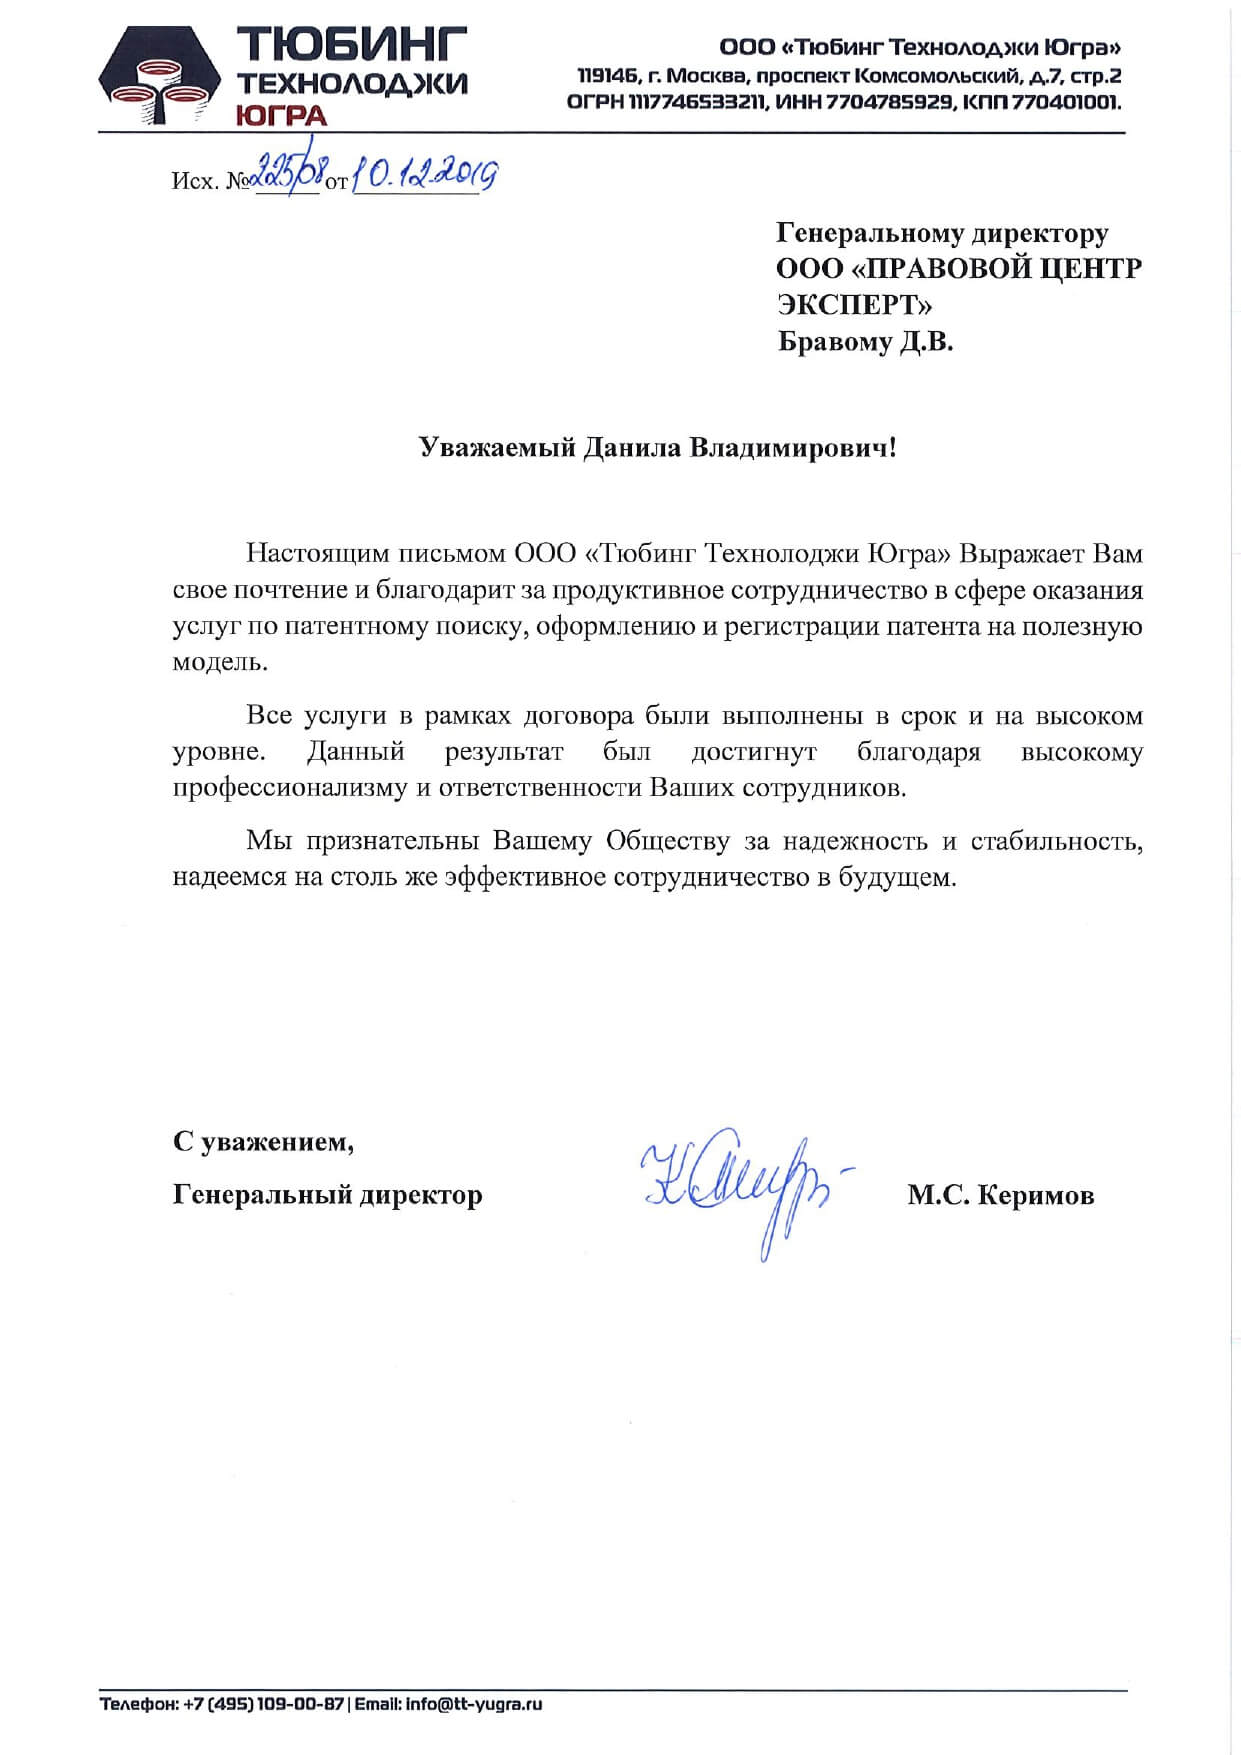 ТЮБИНГ
ТЕХНОЛОДЖИ
ЮГРА
ООО «Тюбинг Технолоджи Югра»
119146, г. Москва, проспект Комсомольский, д.7, стр.2
ОГРН 1117746533211, ИНН 7704785929, КПП 770401001.
Исх. № 225/08 от 10.12.2019
Генеральному директору
ООО «ПРАВОВОЙ ЦЕНТР
ЭКСПЕРТ»
Бравому Д.В.
Уважаемый Данила Владимирович!
Настоящим письмом ООО «Тюбинг Технолоджи Югра» Выражает Вам
свое почтение и благодарит за продуктивное сотрудничество в сфере оказания
услуг по патентному поиску, оформлению и регистрации патента на полезную
модель.
Все услуги в рамках договора были выполнены в срок и на высоком
уровне. Данный результат был достигнут благодаря высокому
профессионализму и ответственности Ваших сотрудников.
Мы признательны Вашему Обществу за надежность и стабильность,
надеемся на столь же эффективное сотрудничество в будущем.
С уважением,
Генеральный директор
М.С. Керимов
Телефон: +7 (495) 109-00-87 | Email: info@tt-yugra.ru